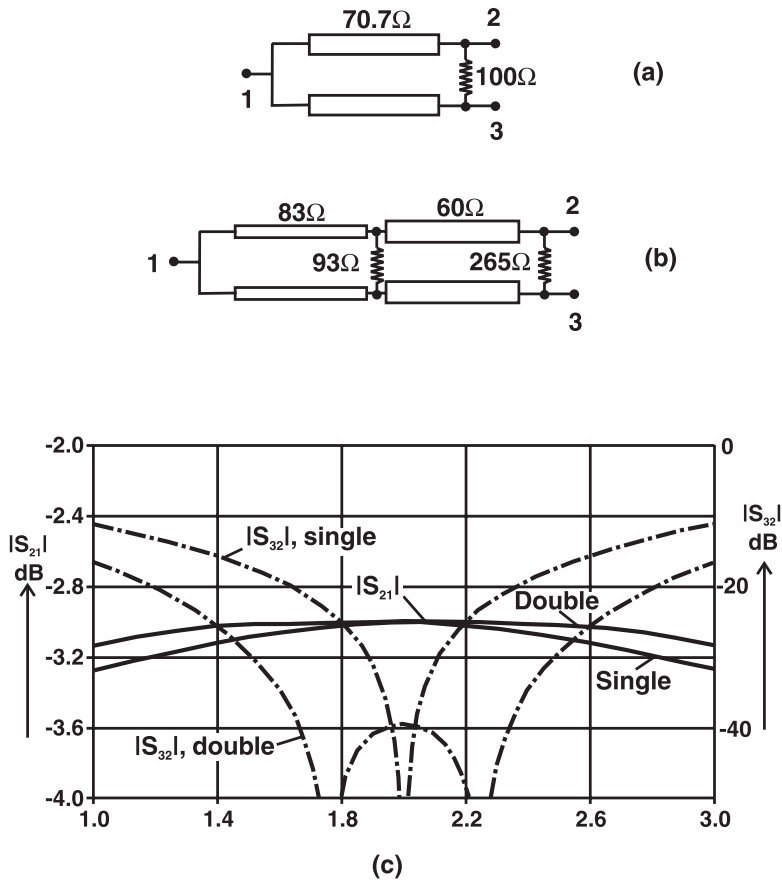 70.7Ω
2
1
100Ω
(a)
3
83Ω
60Ω
2
1
93Ω
265Ω
(b)
3
-2.0
0
-2.4
|S21|
dB
|S32|
dB
|S32|, single
-2.8
|S21|
Double
-20
-3.2
Single
-3.6
|S32|, double
-40
-4.0
1.0
1.4
1.8
2.2
2.6
3.0
(c)